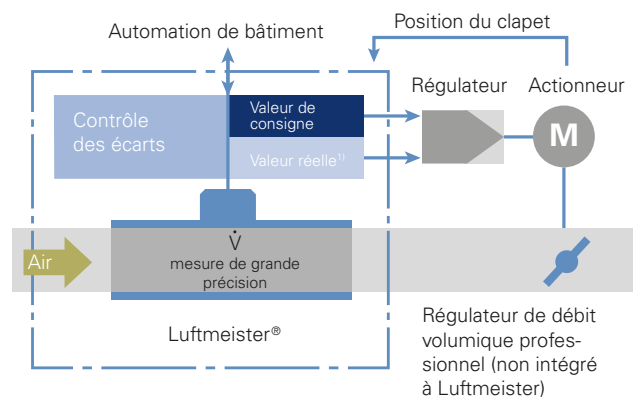 Automation de bâtiment
Position du clapet
Régulateur
Actionneur
Contrôle
des écarts
Valeur de
consigne
Valeur réelle¹⁾
M
Air
V̇
mesure de grande
précision
Luftmeister®
Régulateur de débit
volumique profes-
sionnel (non intégré
à Luftmeister)